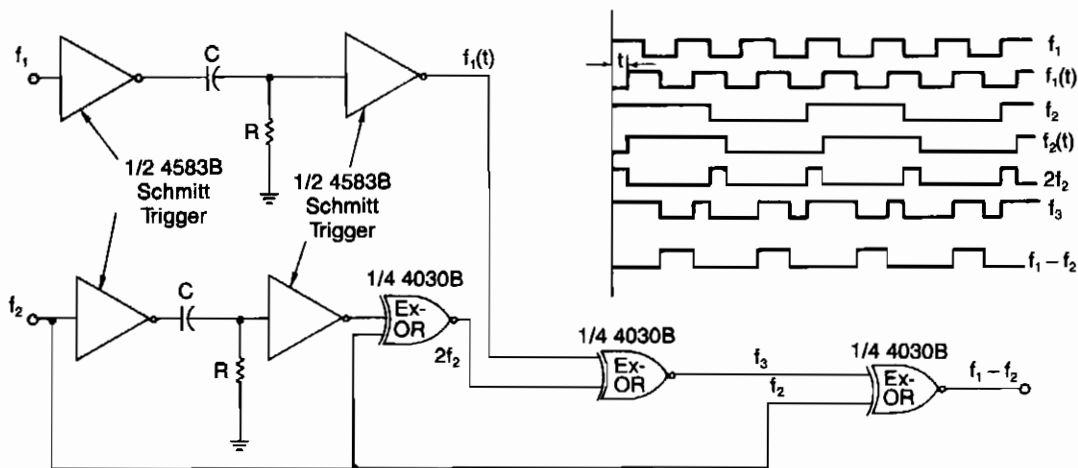 f1
C
R
1/2 4583B
Schmitt
Trigger
1/2 4583B
Schmitt
Trigger
f1(t)
f2
C
R
1/4 4030B
Ex-
OR
2f2
1/4 4030B
Ex-
OR
f3
f2
1/4 4030B
Ex-
OR
f1 – f2
t
f1
f1(t)
f2
f2(t)
2f2
f3
f1 – f2